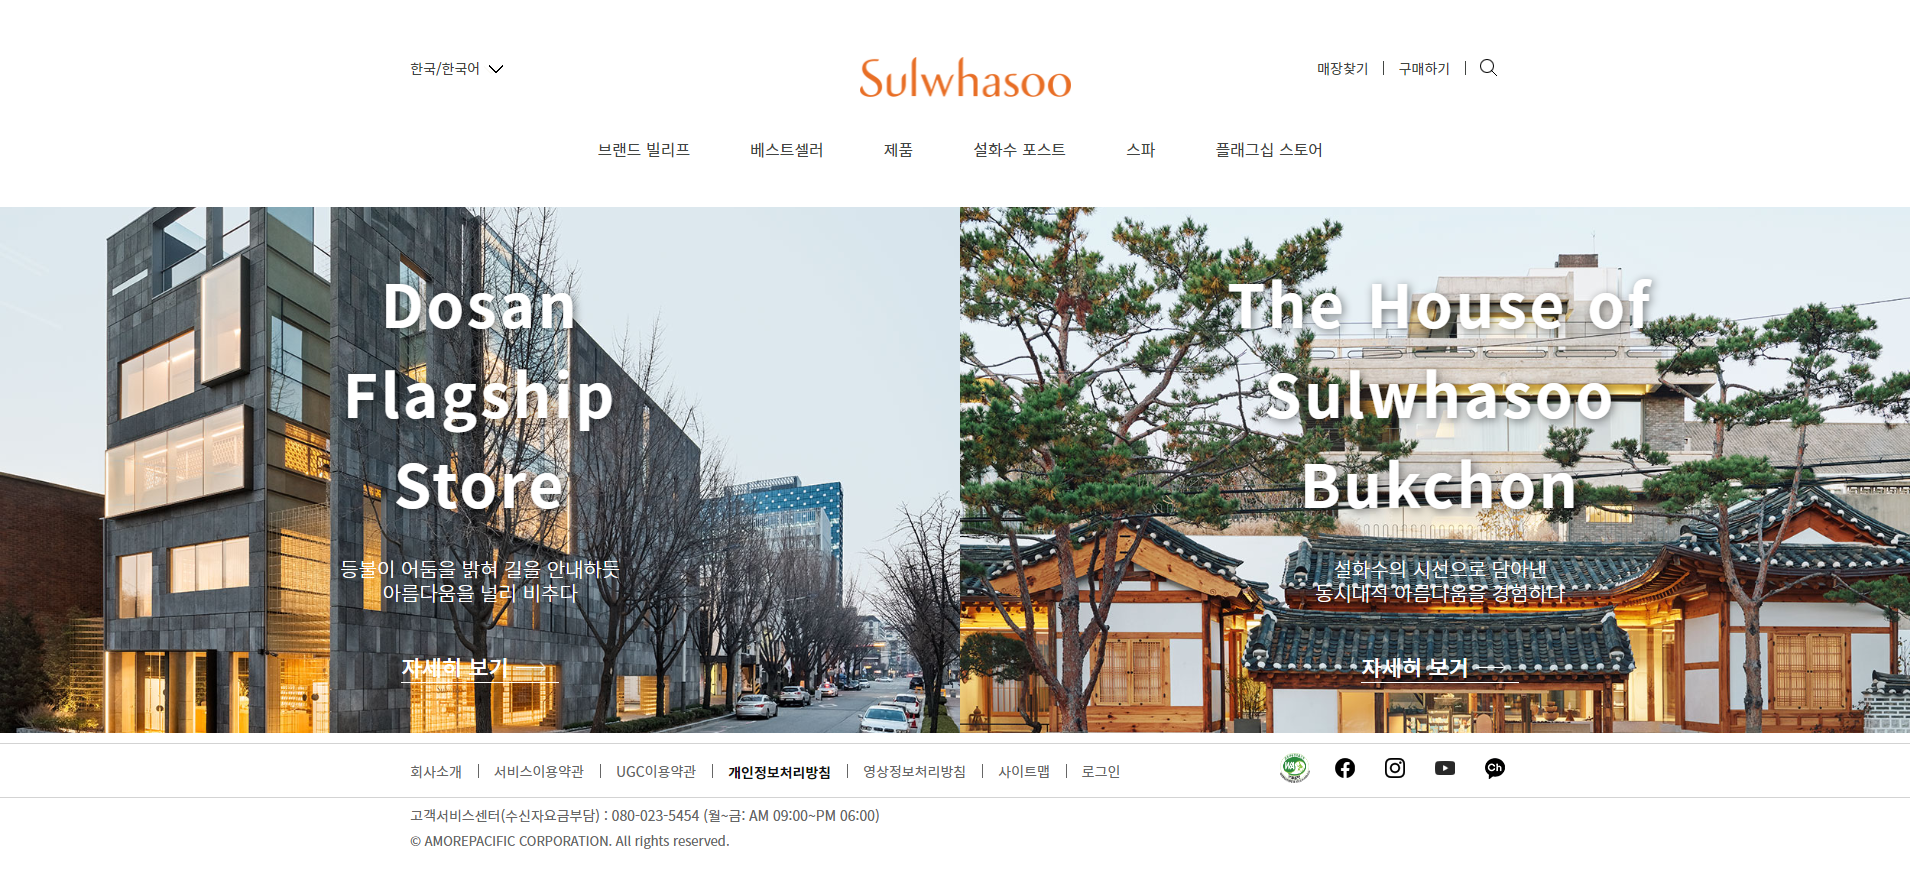 한국/한국어
Sulwhasoo
매장찾기 구매하기
브랜드 빌리프 베스트셀러 제품 설화수 포스트 스파 플래그십 스토어
Dosan
Flagship
Store
등불이 어둠을 밝혀 길을 안내하듯
아름다움을 널리 비추다
자세히 보기
The House of
Sulwhasoo
Bukchon
설화수의 시선으로 담아낸
동시대적 아름다움을 경험하다
자세히 보기
회사소개 서비스이용약관 UGC이용약관 개인정보처리방침 영상정보처리방침 사이트맵 로그인
WA
Ch
고객서비스센터(수신자요금부담) : 080-023-5454 (월~금: AM 09:00~PM 06:00)
© AMOREPACIFIC CORPORATION. All rights reserved.